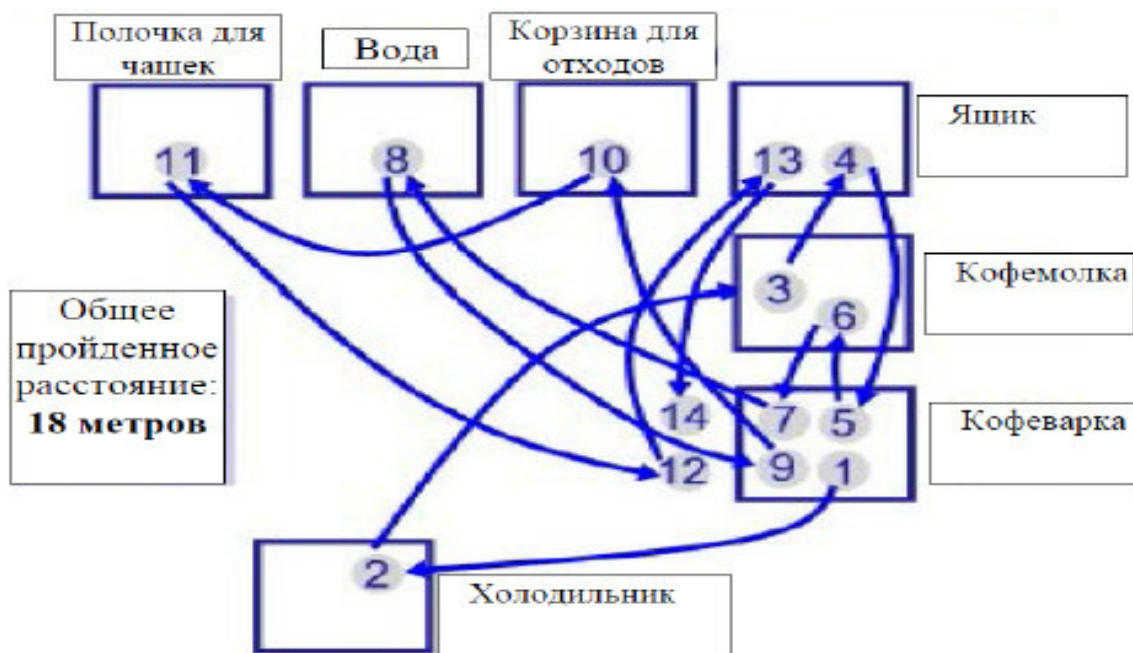 Полочка для
чашек
Вода
Корзина для
отходов
Ящик
11
8
10
13
4
Кофемолка
3
6
Общее
пройденное
расстояние:
18 метров
14
7
5
Кофеварка
12
9
1
2
Холодильник